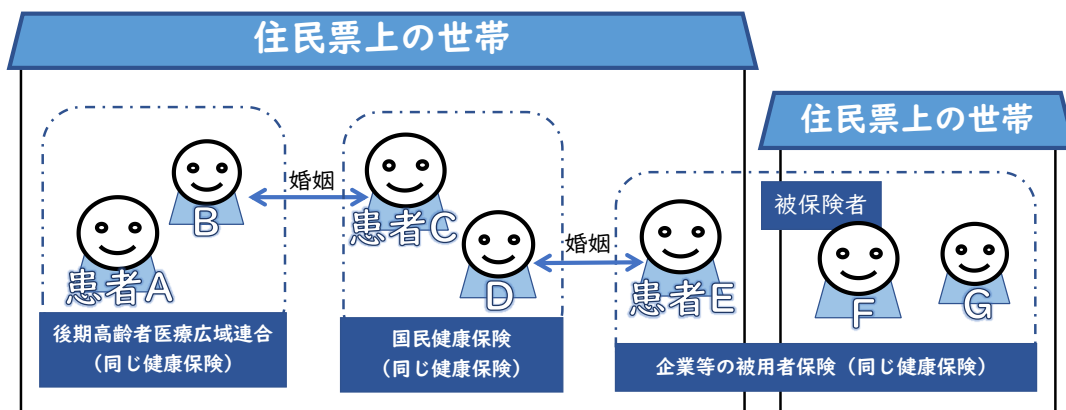 住民票上の世帯
住民票上の世帯
被保険者
婚姻
婚姻
患者A
B
患者C
D
患者E
F
G
後期高齢者医療広域連合
（同じ健康保険）
国民健康保険
（同じ健康保険）
企業等の被用者保険（同じ健康保険）